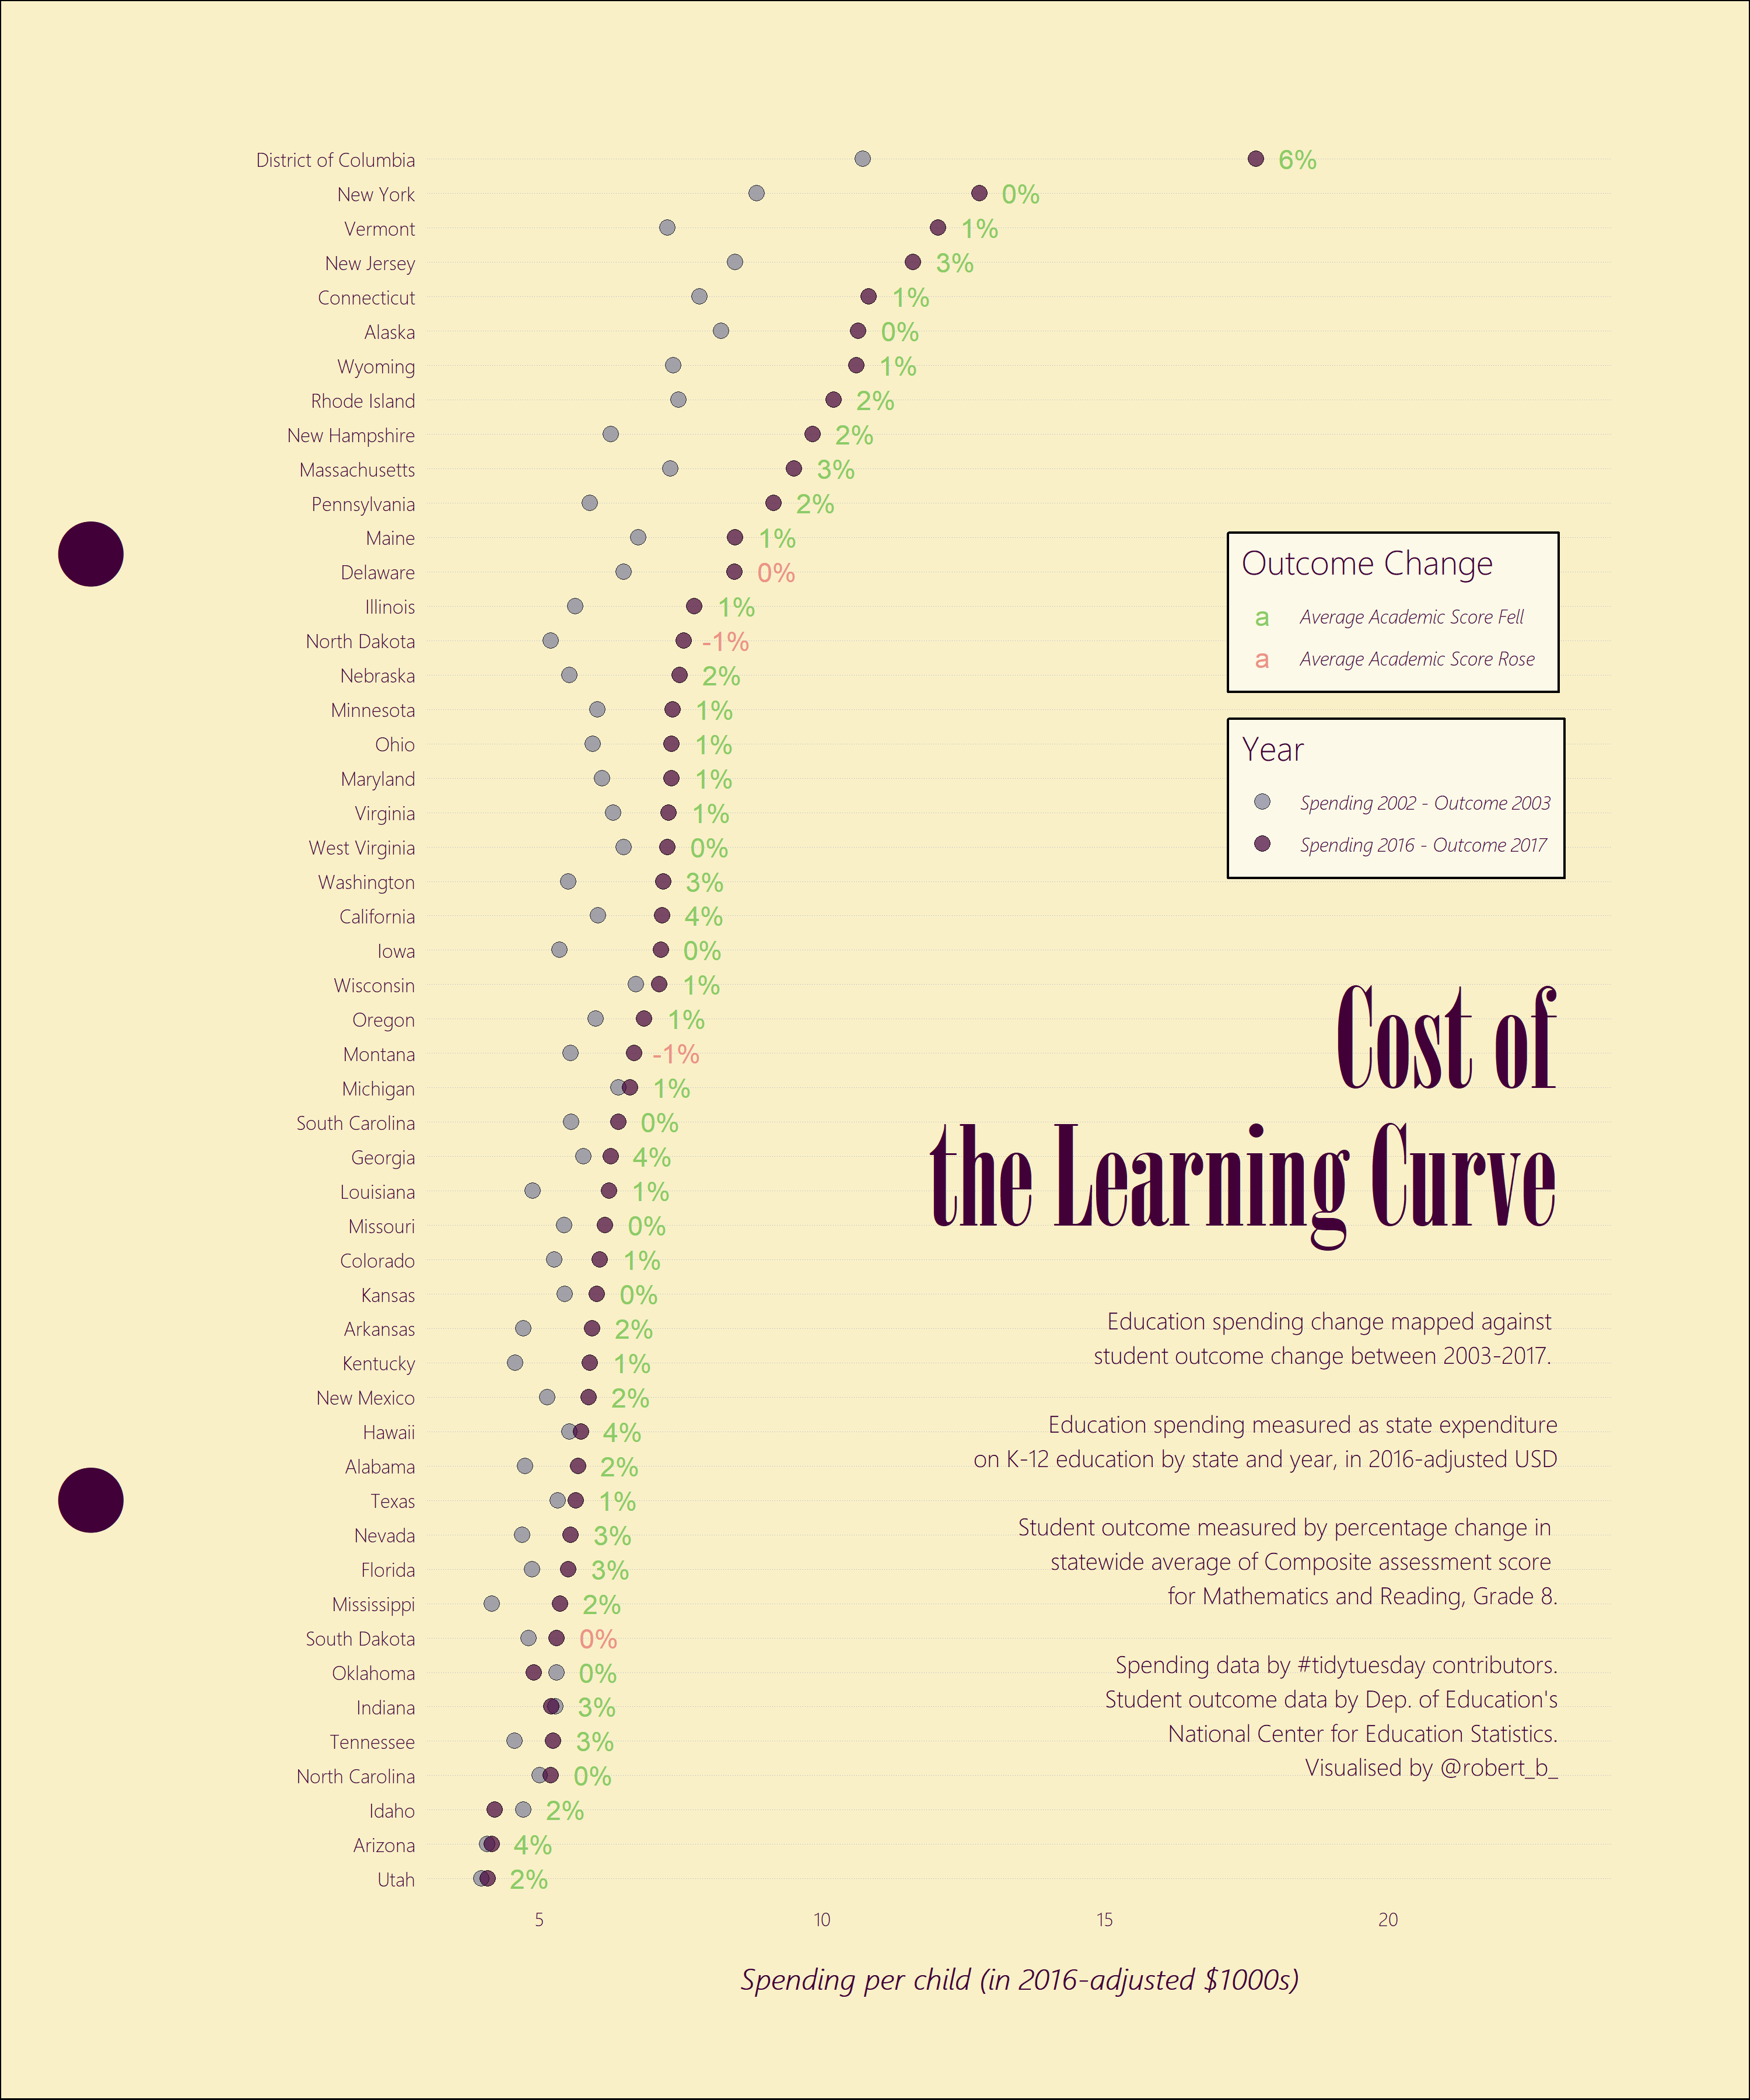 District of Columbia 6%
New York 0%
Vermont 1%
New Jersey 3%
Connecticut 1%
Alaska 0%
Wyoming 1%
Rhode Island 2%
New Hampshire 2%
Massachusetts 3%
Pennsylvania 2%
Maine 1%
Delaware 0%
Illinois 1%
North Dakota -1%
Nebraska 2%
Minnesota 1%
Ohio 1%
Maryland 1%
Virginia 1%
West Virginia 0%
Washington 3%
California 4%
Iowa 0%
Wisconsin 1%
Oregon 1%
Montana -1%
Michigan 1%
South Carolina 0%
Georgia 4%
Louisiana 1%
Missouri 0%
Colorado 1%
Kansas 0%
Arkansas 2%
Kentucky 1%
New Mexico 2%
Hawaii 4%
Alabama 2%
Texas 1%
Nevada 3%
Florida 3%
Mississippi 2%
South Dakota 0%
Oklahoma 0%
Indiana 3%
Tennessee 3%
North Carolina 0%
Idaho 2%
Arizona 4%
Utah 2%
5 10 15 20
Spending per child (in 2016-adjusted $1000s)
Outcome Change
a Average Academic Score Fell
a Average Academic Score Rose
Year
Spending 2002 - Outcome 2003
Spending 2016 - Outcome 2017
Cost of
the Learning Curve
Education spending change mapped against
student outcome change between 2003-2017.
Education spending measured as state expenditure
on K-12 education by state and year, in 2016-adjusted USD
Student outcome measured by percentage change in
statewide average of Composite assessment score
for Mathematics and Reading, Grade 8.
Spending data by #tidytuesday contributors.
Student outcome data by Dep. of Education's
National Center for Education Statistics.
Visualised by @robert_b_